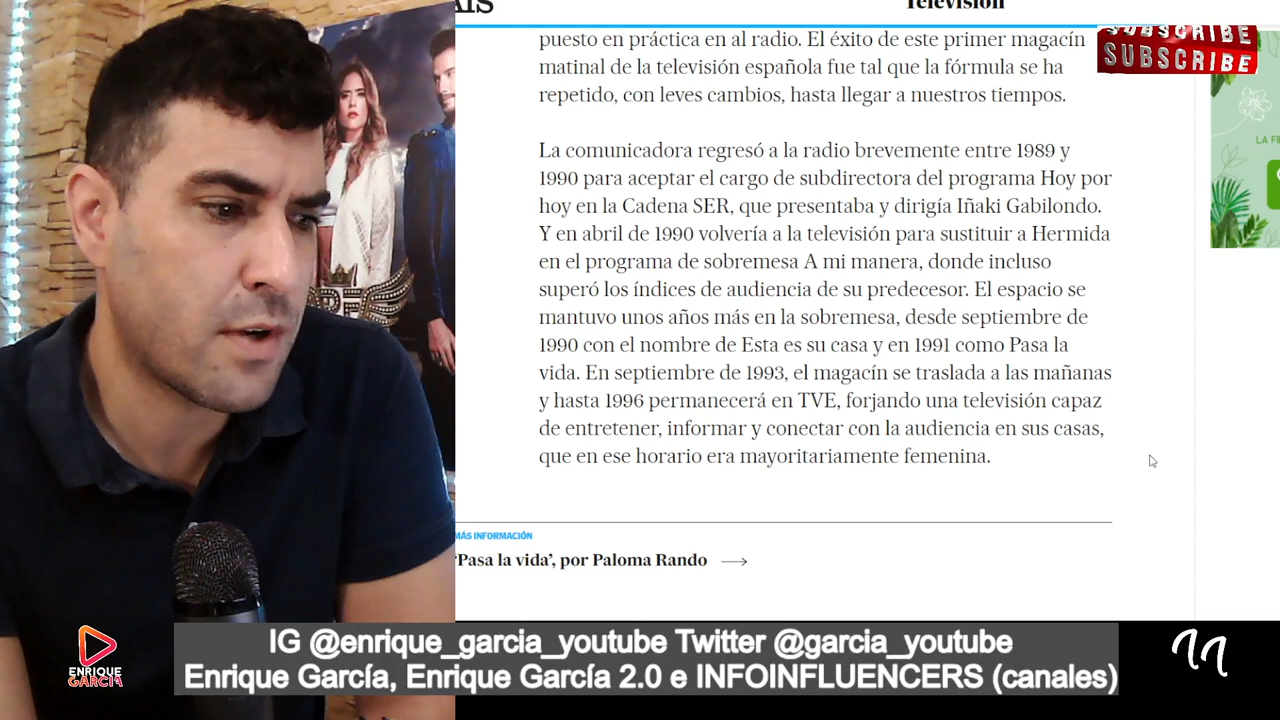 Televisión
SUBSCRIBE
SUBSCRIBE
puesto en práctica en al radio. El éxito de este primer magacín
matinal de la televisión española fue tal que la fórmula se ha
repetido, con leves cambios, hasta llegar a nuestros tiempos.
La comunicadora regresó a la radio brevemente entre 1989 y
1990 para aceptar el cargo de subdirectora del programa Hoy por
hoy en la Cadena SER, que presentaba y dirigía Iñaki Gabilondo.
Y en abril de 1990 volvería a la televisión para sustituir a Hermida
en el programa de sobremesa A mi manera, donde incluso
superó los índices de audiencia de su predecesor. El espacio se
mantuvo unos años más en la sobremesa, desde septiembre de
1990 con el nombre de Esta es su casa y en 1991 como Pasa la
vida. En septiembre de 1993, el magacín se traslada a las mañanas
y hasta 1996 permanecerá en TVE, forjando una televisión capaz
de entretener, informar y conectar con la audiencia en sus casas,
que en ese horario era mayoritariamente femenina.
MÁS INFORMACIÓN
‘Pasa la vida’, por Paloma Rando
IG @enrique_garcia_youtube Twitter @garcia_youtube
Enrique García, Enrique García 2.0 e INFOINFLUENCERS (canales)
ENRIQUE
GARCÍA